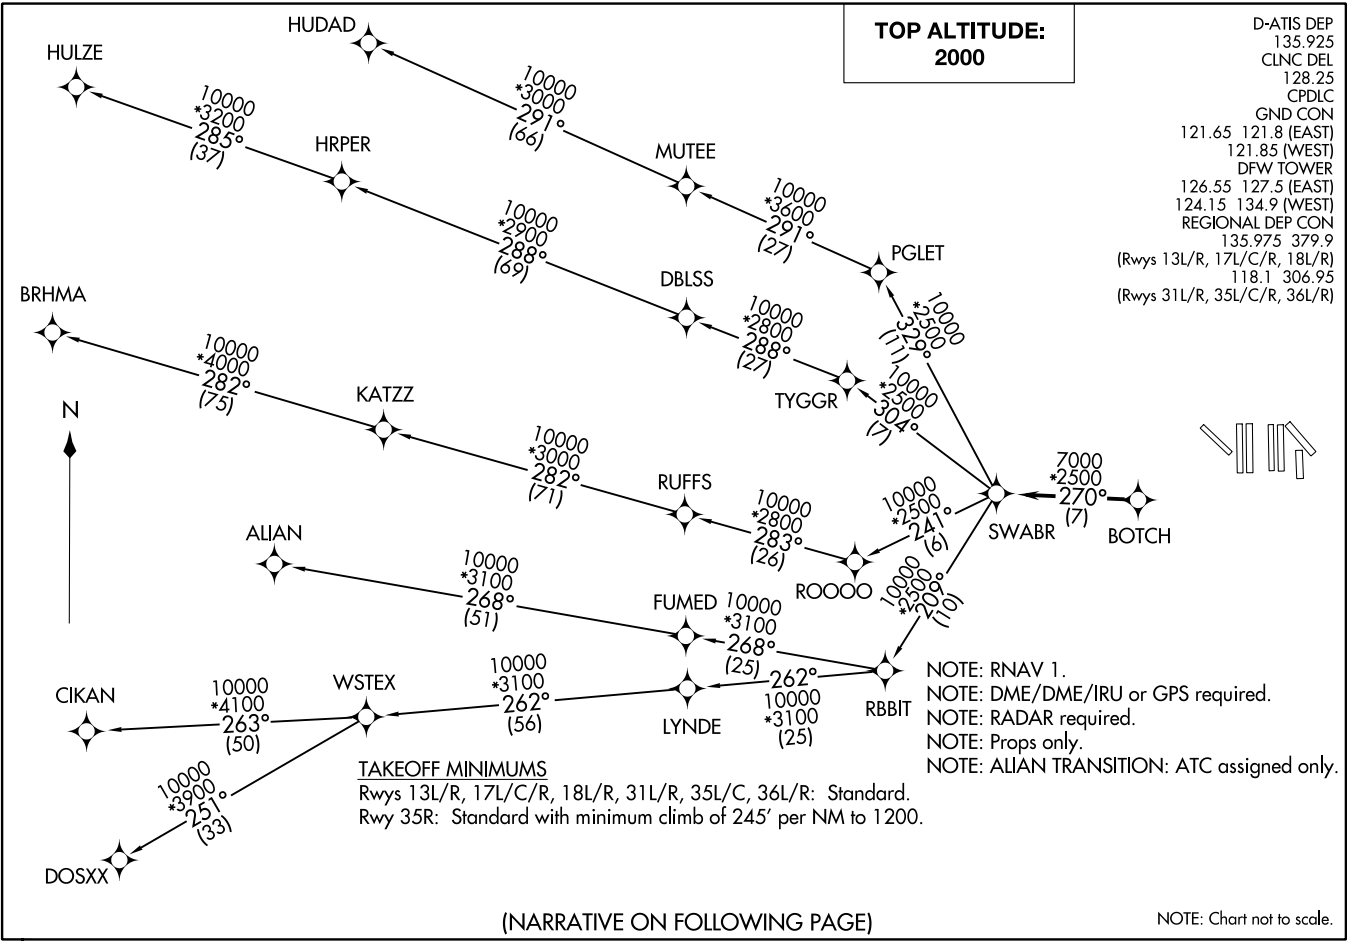 HUDAD
TOP ALTITUDE:
2000
D-ATIS DEP
135.925
CLNC DEL
128.25
CPDLC
GND CON
121.65 121.8 (EAST)
121.85 (WEST)
DFW TOWER
126.55 127.5 (EAST)
124.15 134.9 (WEST)
REGIONAL DEP CON
135.975 379.9
(Rwys 13L/R, 17L/C/R, 18L/R)
118.1 306.95
(Rwys 31L/R, 35L/C/R, 36L/R)
HULZE
10000
*3000
291°
(66)
10000
*3200
285°
(37)
HRPER
MUTEE
10000
*3600
291°
(27)
PGLET
10000
*2900
288°
(69)
DBLSS
10000
*2500
329°
(11)
BRHMA
10000
*2800
288°
(27)
TYGGR
10000
*2500
304°
(7)
10000
*4000
282°
(75)
KATZZ
N
10000
*3000
282°
(71)
RUFFS
10000
*2800
283°
(26)
10000
*2500
241°
(6)
7000
*2500
270°
(7)
SWABR
BOTCH
ALIAN
ROOOO
10000
*3100
268°
(51)
FUMED
10000
*3100
268°
(25)
10000
*2500
209°
(10)
CIKAN
10000
*4100
263°
(50)
WSTEX
10000
*3100
262°
(56)
LYNDE
262°
10000
*3100
(25)
RBBIT
NOTE: RNAV 1.
NOTE: DME/DME/IRU or GPS required.
NOTE: RADAR required.
NOTE: Props only.
NOTE: ALIAN TRANSITION: ATC assigned only.
10000
*3900
251°
(33)
DOSXX
TAKEOFF MINIMUMS
Rwys 13L/R, 17L/C/R, 18L/R, 31L/R, 35L/C, 36L/R: Standard.
Rwy 35R: Standard with minimum climb of 245' per NM to 1200.
(NARRATIVE ON FOLLOWING PAGE)
NOTE: Chart not to scale.